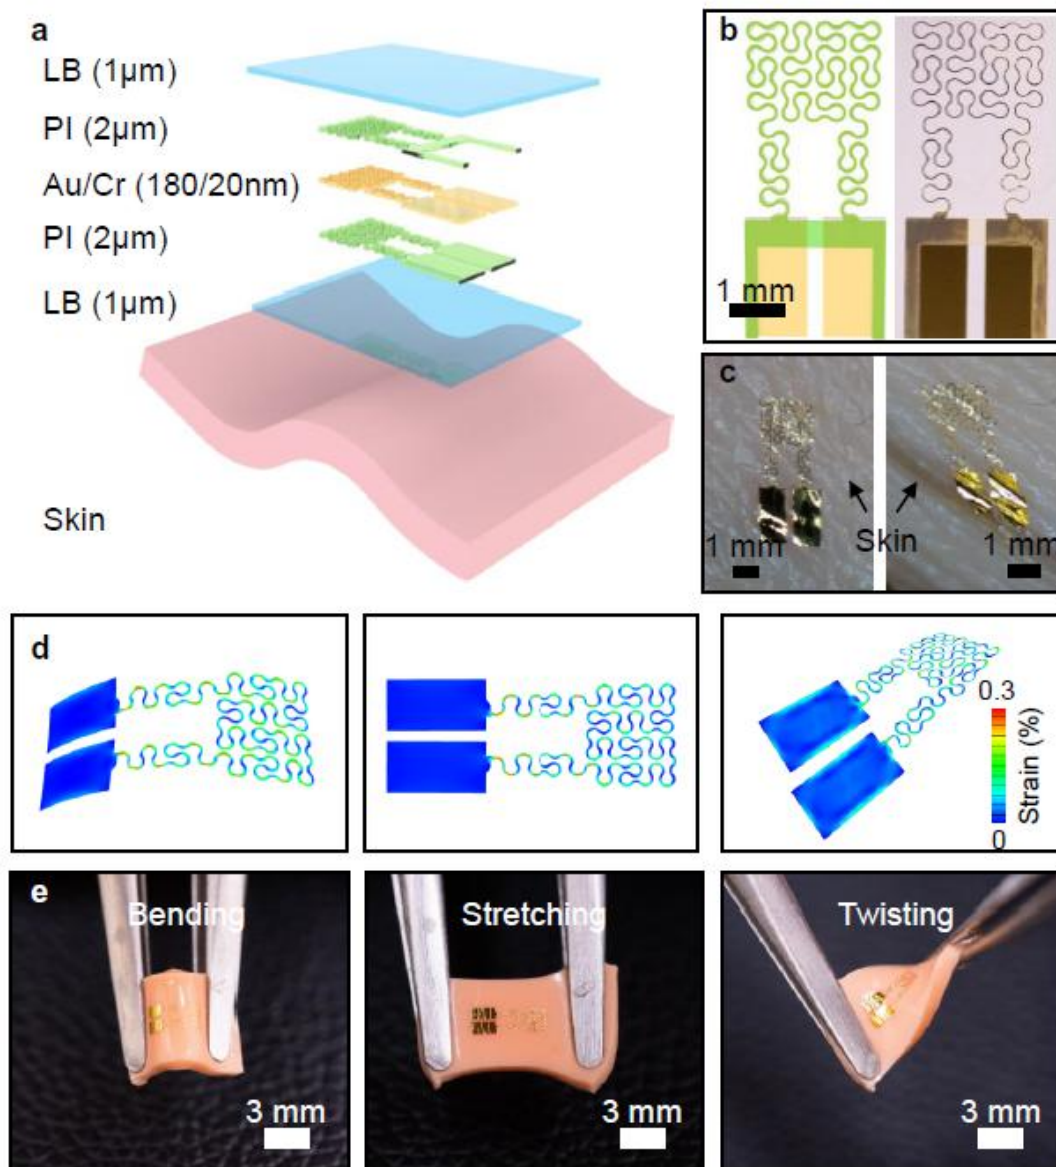 a
LB (1µm)
PI (2µm)
Au/Cr (180/20nm)
PI (2µm)
LB (1µm)
Skin
b
1 mm
c
Skin
1 mm
1 mm
d
0.3
Strain (%)
0
e
Bending
Stretching
Twisting
3 mm
3 mm
3 mm